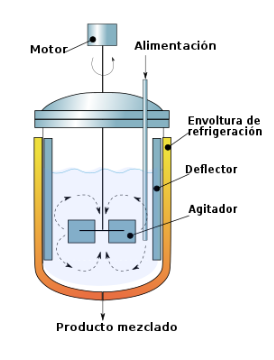 Motor
Alimentación
Envoltura de
refrigeración
Deflector
Agitador
Producto mezclado